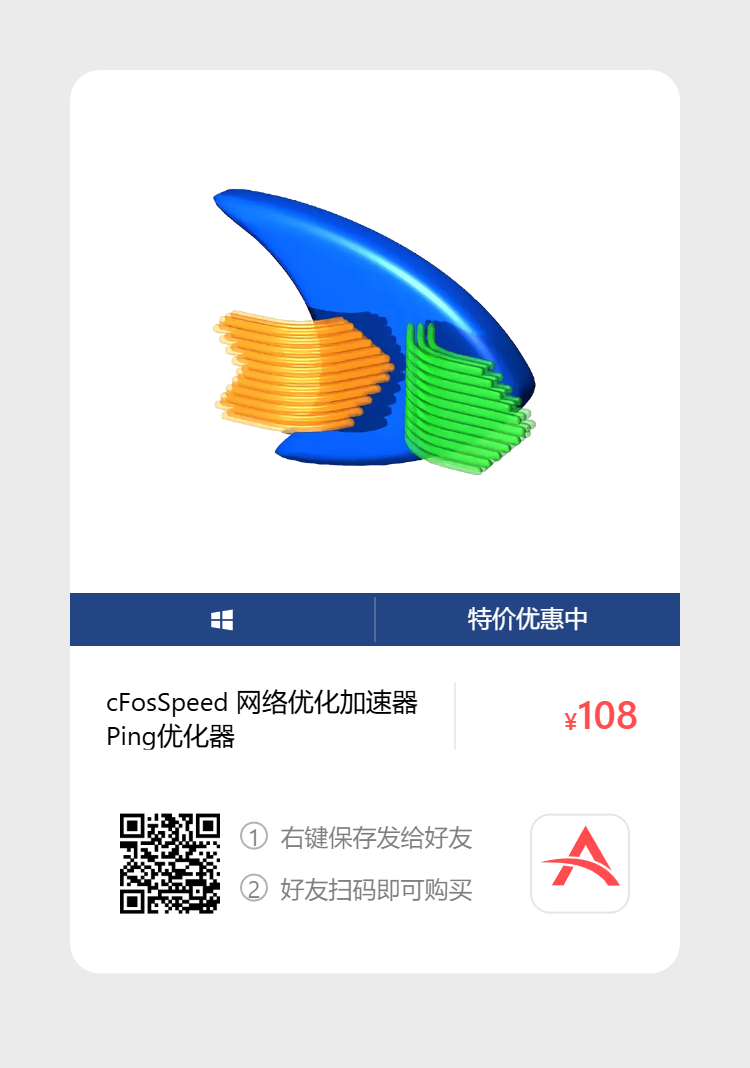 特价优惠中
cFosSpeed 网络优化加速器
Ping优化器
¥108
① 右键保存发给好友
② 好友扫码即可购买